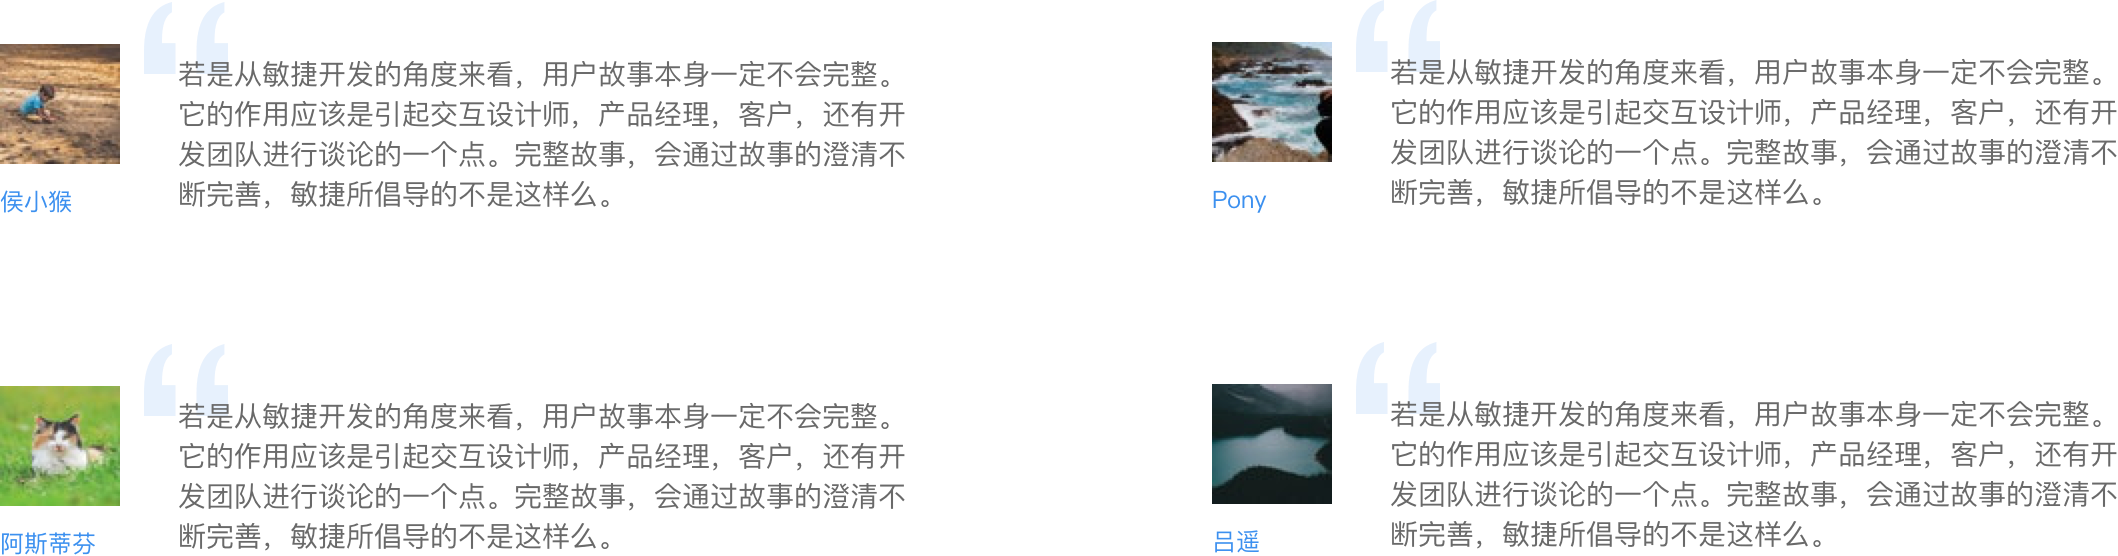 若是从敏捷开发的角度来看，用户故事本身一定不会完整。
它的作用应该是引起交互设计师，产品经理，客户，还有开
发团队进行谈论的一个点。完整故事，会通过故事的澄清不
断完善，敏捷所倡导的不是这样么。
侯小猴
若是从敏捷开发的角度来看，用户故事本身一定不会完整。
它的作用应该是引起交互设计师，产品经理，客户，还有开
发团队进行谈论的一个点。完整故事，会通过故事的澄清不
断完善，敏捷所倡导的不是这样么。
Pony
若是从敏捷开发的角度来看，用户故事本身一定不会完整。
它的作用应该是引起交互设计师，产品经理，客户，还有开
发团队进行谈论的一个点。完整故事，会通过故事的澄清不
断完善，敏捷所倡导的不是这样么。
阿斯蒂芬
若是从敏捷开发的角度来看，用户故事本身一定不会完整。
它的作用应该是引起交互设计师，产品经理，客户，还有开
发团队进行谈论的一个点。完整故事，会通过故事的澄清不
断完善，敏捷所倡导的不是这样么。
吕遥